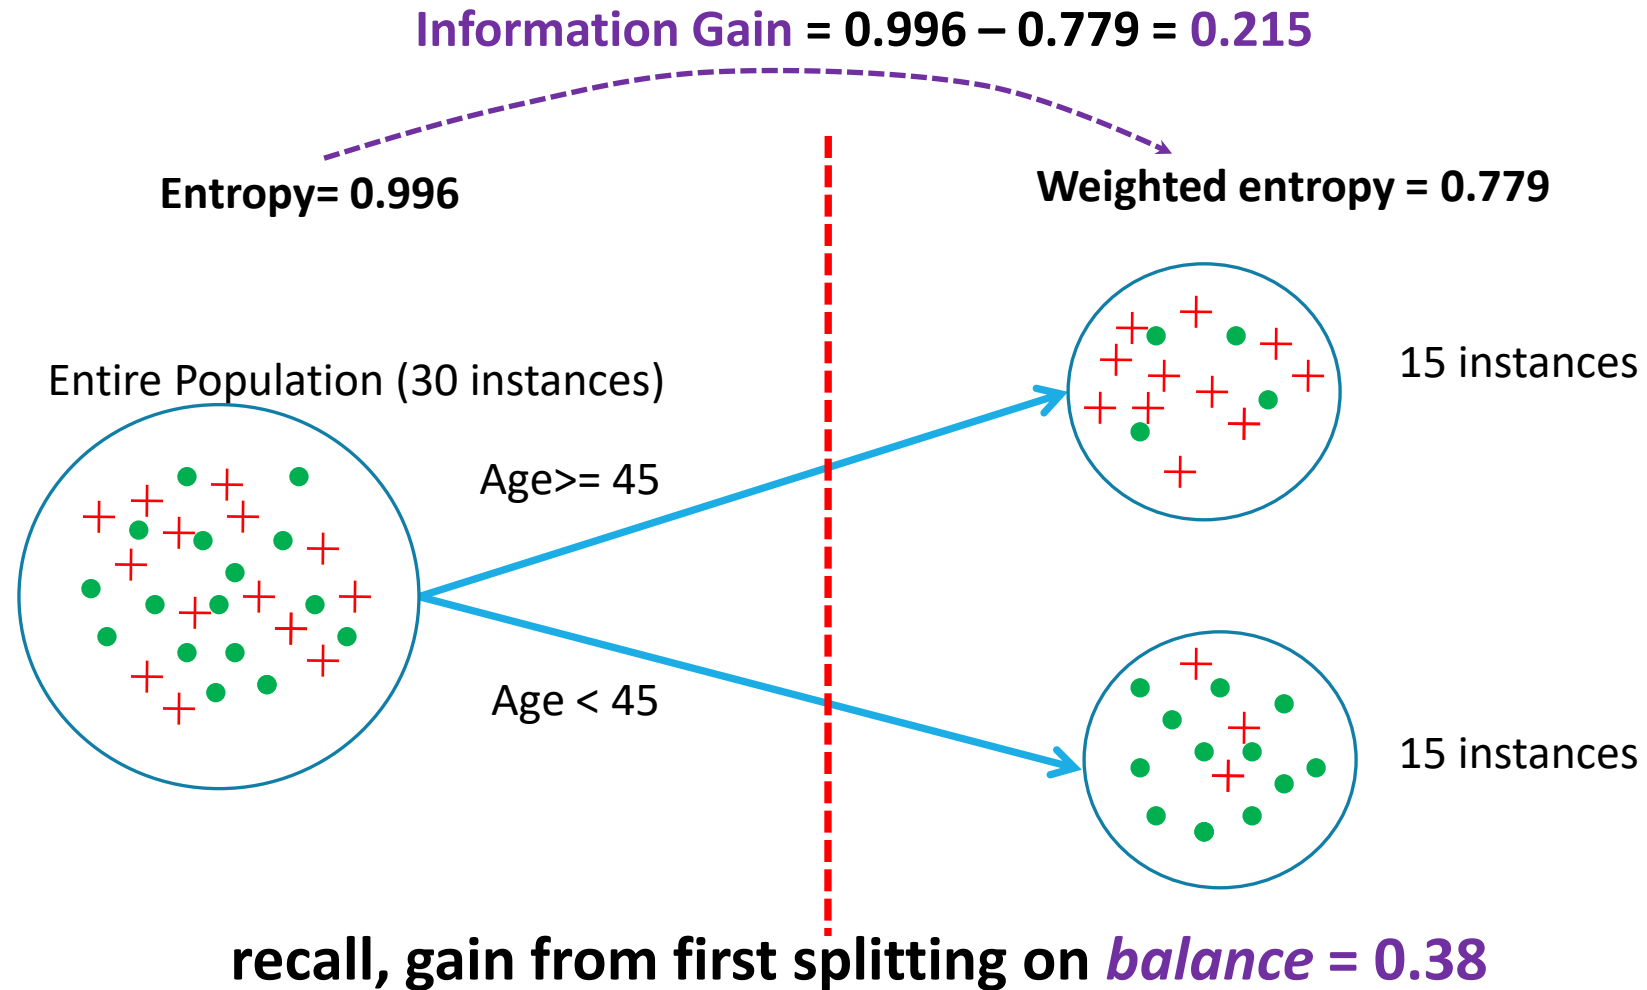 Information Gain = 0.996 – 0.779 = 0.215
Entropy= 0.996
Weighted entropy = 0.779
Entire Population (30 instances)
15 instances
Age>= 45
Age < 45
15 instances
recall, gain from first splitting on balance = 0.38